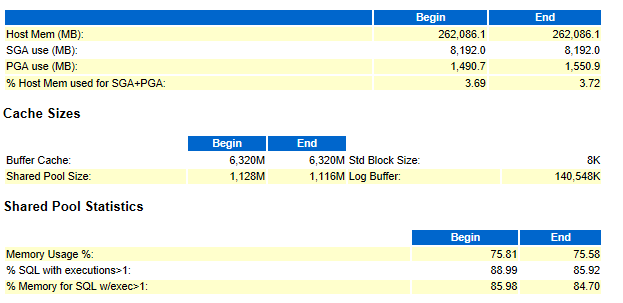 Begin End
Host Mem (MB): 262,086.1 262,086.1
SGA use (MB): 8,192.0 8,192.0
PGA use (MB): 1,490.7 1,550.9
% Host Mem used for SGA+PGA: 3.69 3.72
Cache Sizes
Begin End
Buffer Cache: 6,320M 6,320M Std Block Size: 8K
Shared Pool Size: 1,128M 1,116M Log Buffer: 140,548K
Shared Pool Statistics
Begin End
Memory Usage %: 75.81 75.58
% SQL with executions>1: 88.99 85.92
% Memory for SQL w/exec>1: 85.98 84.70